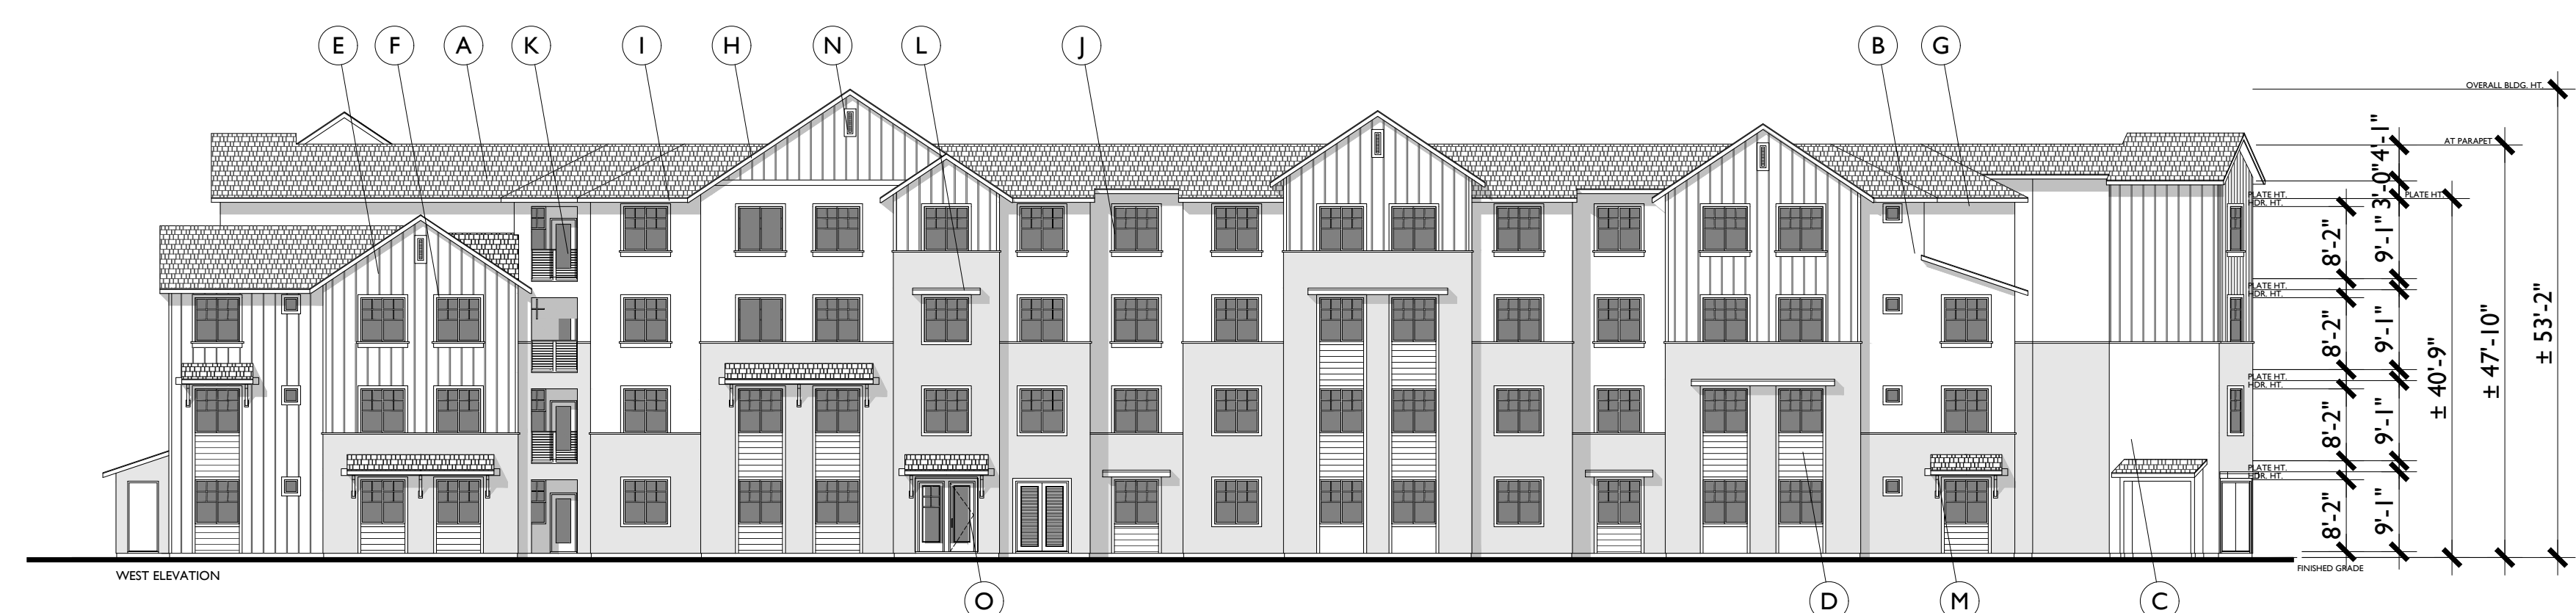 E F A K I H N L J B G
OVERALL BLDG. HT.
AT PARAPET
4'-1"
3'-0"
PLATE HT.
PLATE HT.
HDR. HT.
8'-2"
9'-1"
PLATE HT.
HDR. HT.
8'-2"
9'-1"
± 40'-9"
± 47'-10"
± 53'-2"
PLATE HT.
HDR. HT.
8'-2"
9'-1"
PLATE HT.
HDR. HT.
8'-2"
9'-1"
FINISHED GRADE
WEST ELEVATION
O D M C